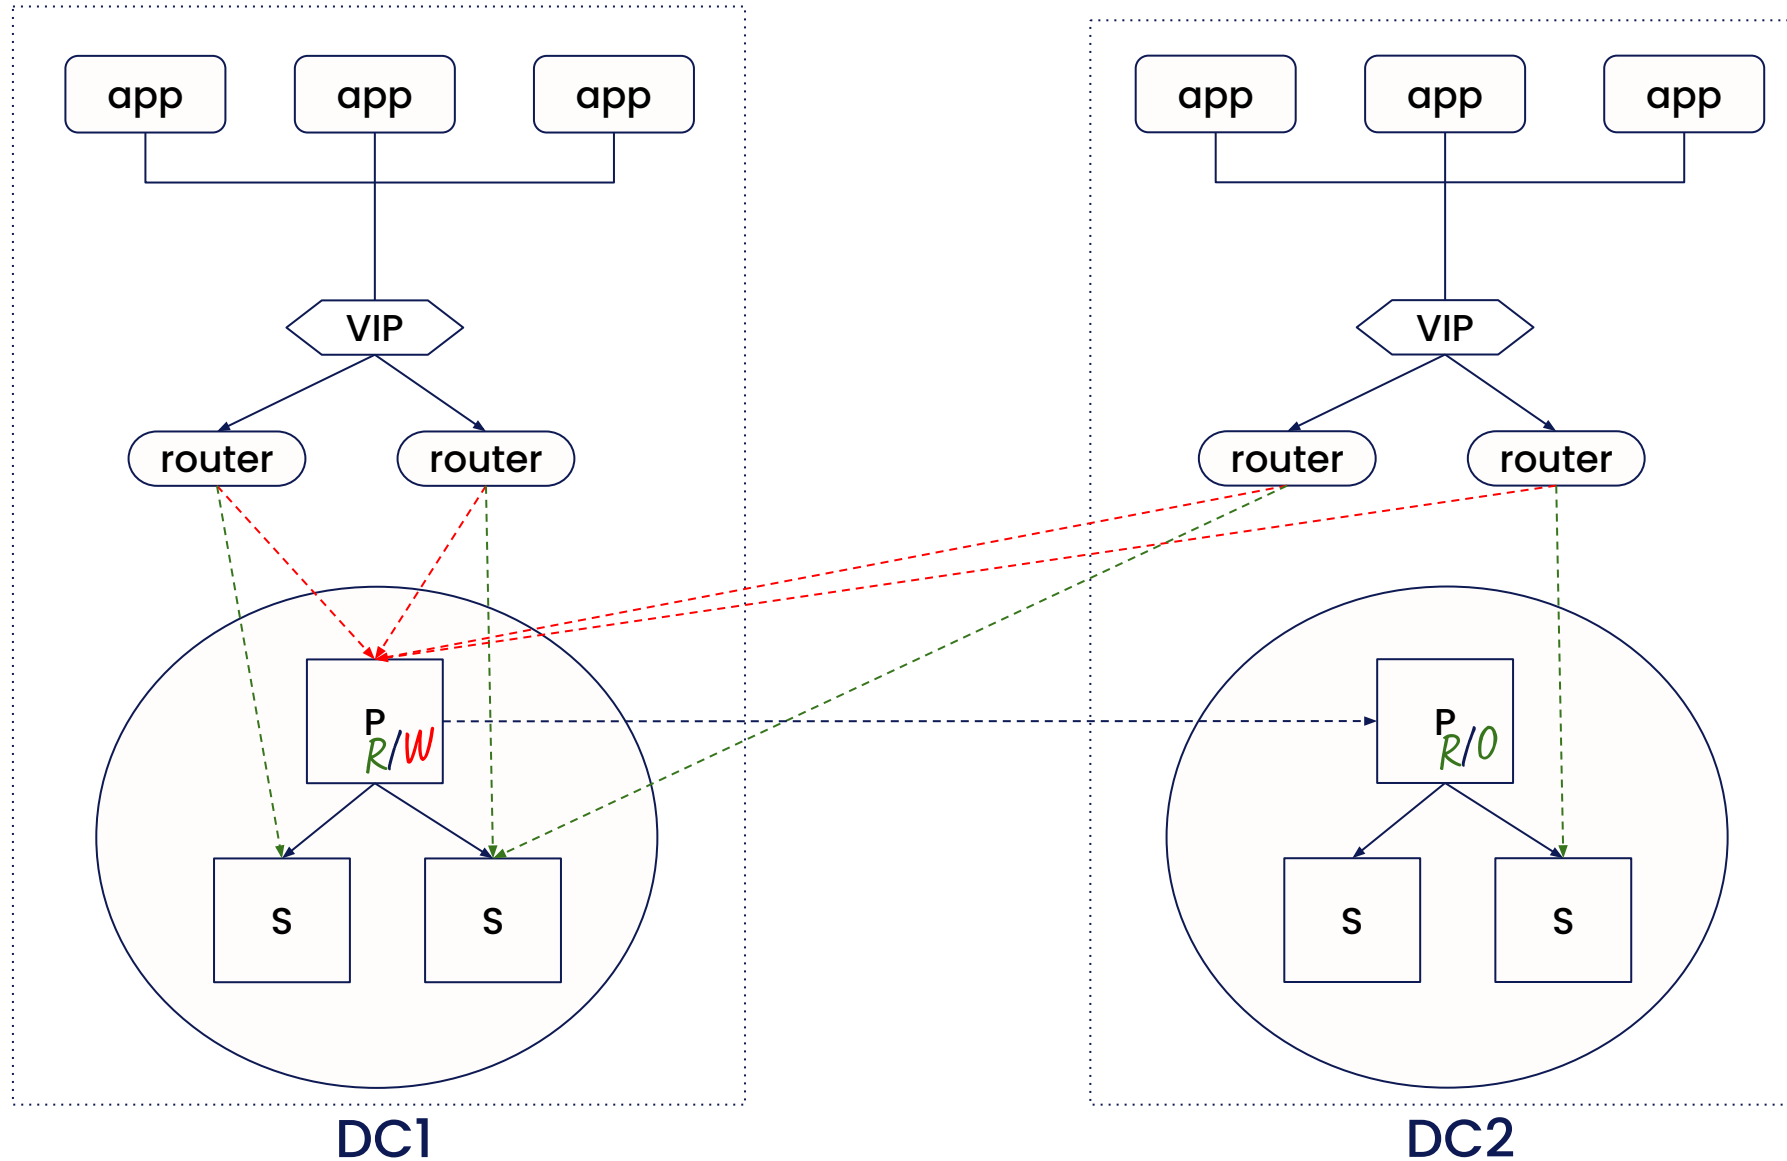 app
app
app
VIP
router
router
P
R/W
S
S
DC1
app
app
app
VIP
router
router
P
R/O
S
S
DC2